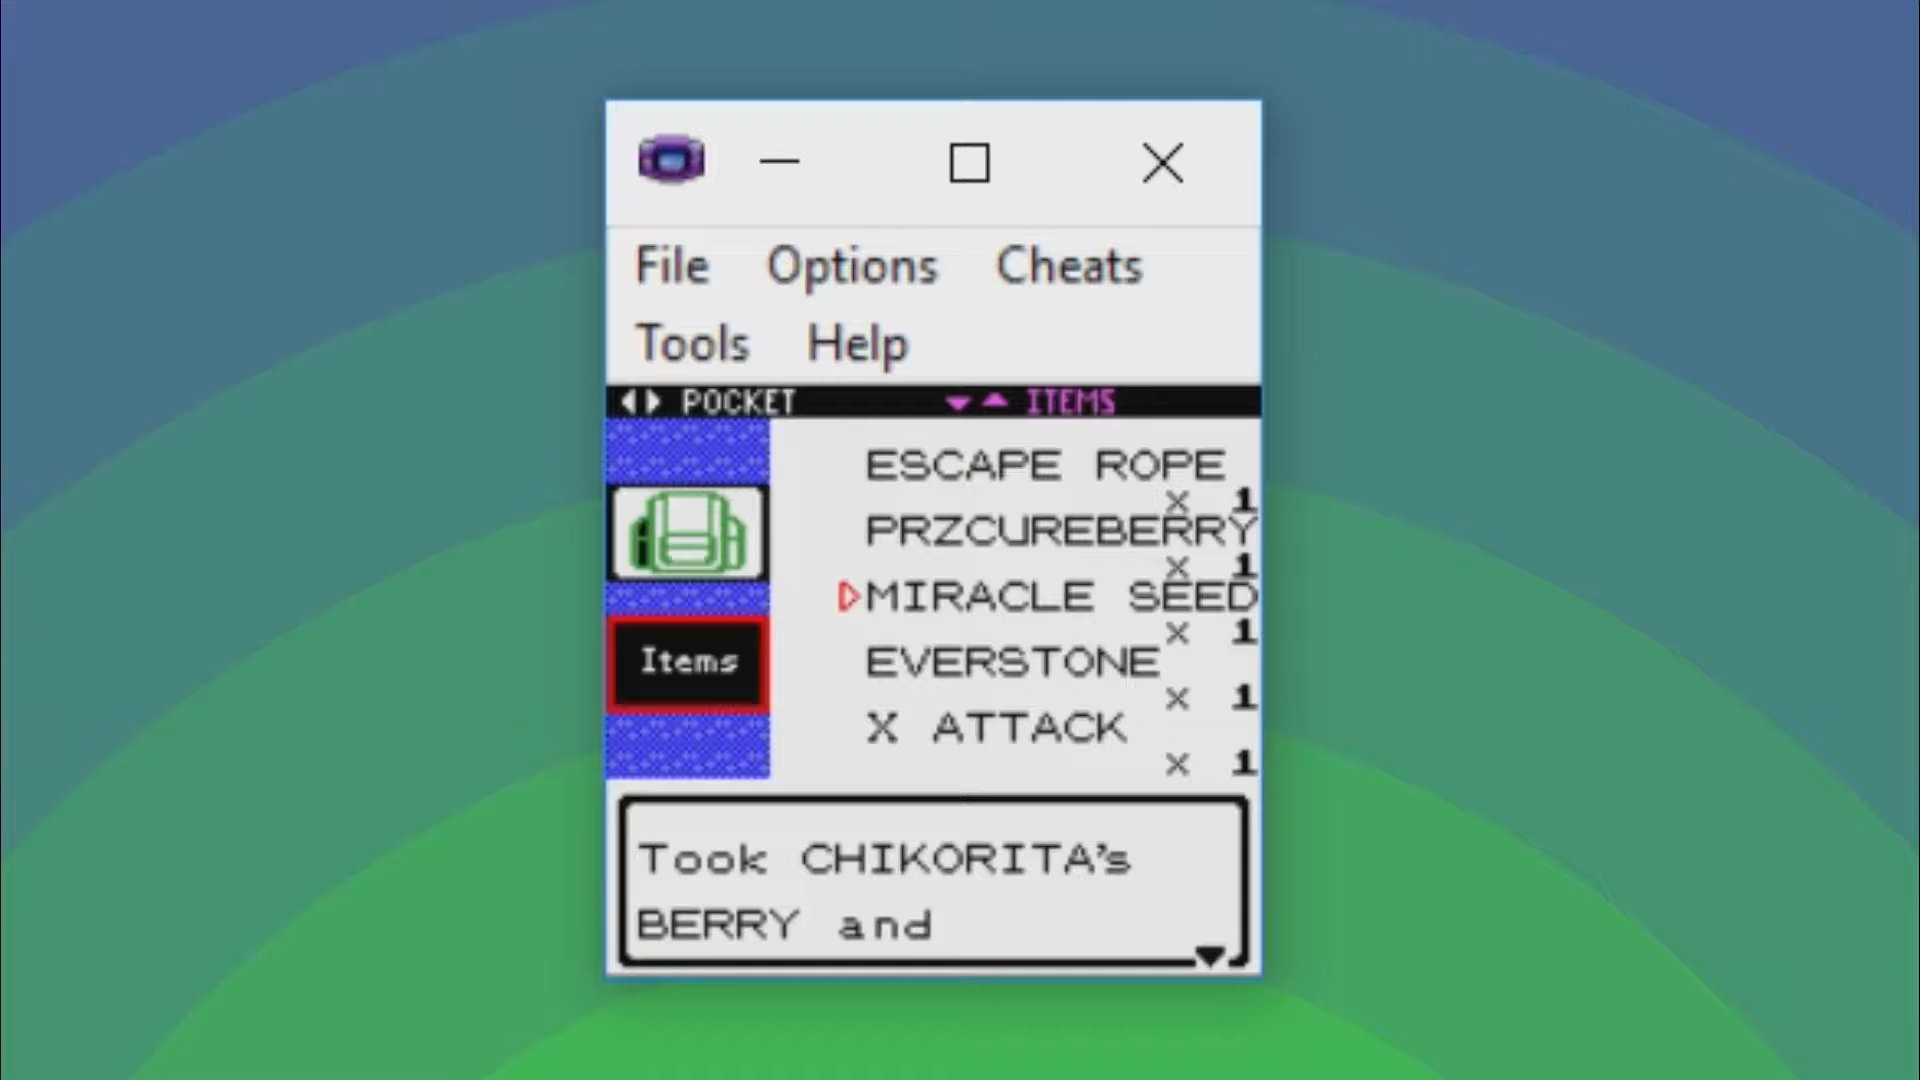 File Options Cheats
Tools Help
POCKET ITEMS
ESCAPE ROPE
× 1
PRZCUREBERRY
× 1
MIRACLE SEED
× 1
Items
EVERSTONE
× 1
X ATTACK
× 1
Took CHIKORITA's
BERRY and